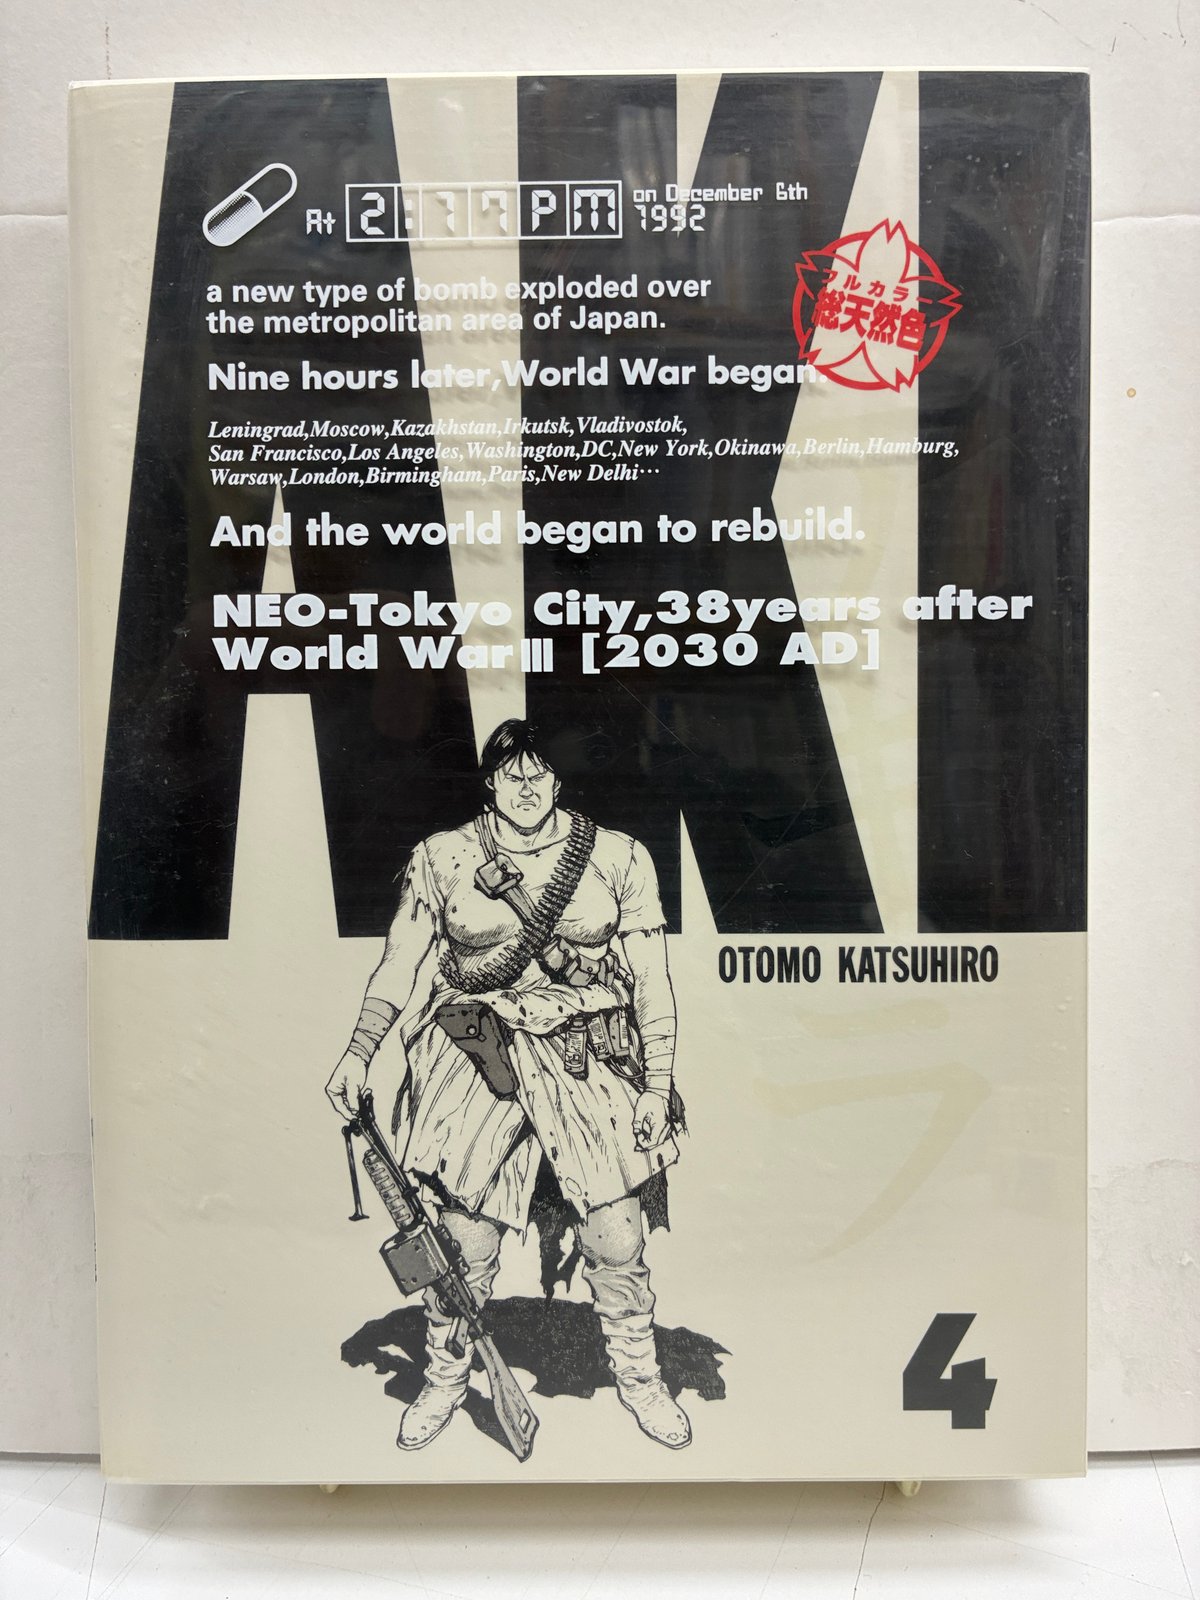 AKI
At 2:17PM on December 6th
1992
a new type of bomb exploded over
the metropolitan area of Japan.
フルカラー
総天然色
Nine hours later,World War began.
Leningrad,Moscow,Kazakhstan,Irkutsk,Vladivostok,
San Francisco,Los Angeles,Washington,DC,New York,Okinawa,Berlin,Hamburg,
Warsaw,London,Birmingham,Paris,New Delhi…
And the world began to rebuild.
NEO-Tokyo City,38years after
World WarⅢ [2030 AD]
OTOMO KATSUHIRO
ラ
4